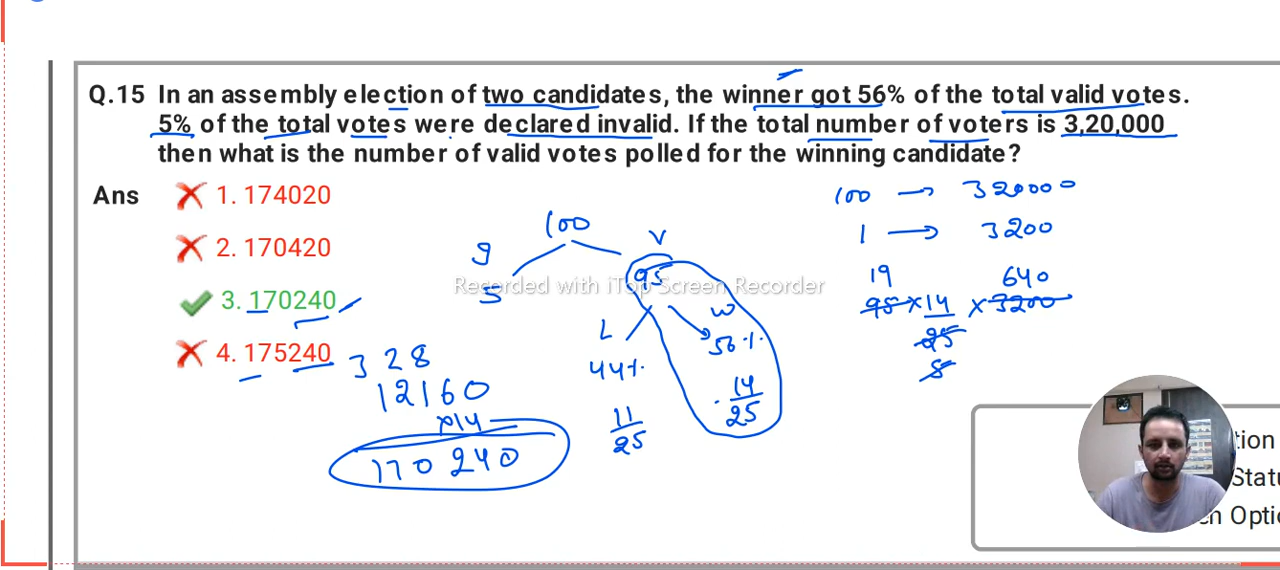 Q.15 In an assembly election of two candidates, the winner got 56% of the total valid votes.
5% of the total votes were declared invalid. If the total number of voters is 3,20,000
then what is the number of valid votes polled for the winning candidate?
Ans 1. 174020
2. 170420
3. 170240
4. 175240
100 → 320000
1 → 3200
100
V
95
5
L
W
44%
56%
11/25
14/25
19
640
95 × 14/25 × 3200
5
3 2 8
12160
×14
170240
Recorded with iTop Screen Recorder
tion
Statu
en Optio